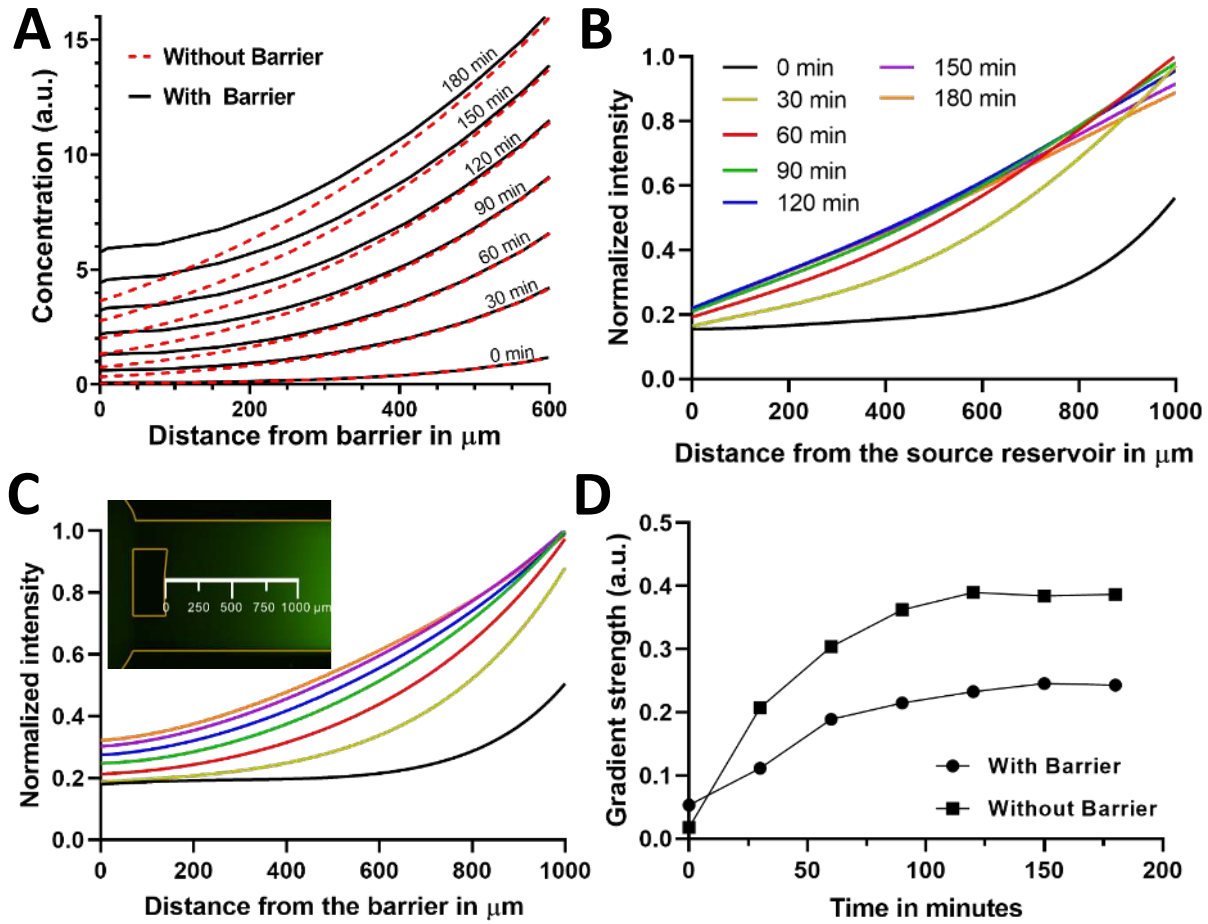 A
15
10
5
0
Concentration (a.u.)
Without Barrier
With Barrier
180 min
150 min
120 min
90 min
60 min
30 min
0 min
0
200
400
600
Distance from barrier in μm
B
1.0
0.8
0.6
0.4
0.2
0.0
Normalized intensity
0 min
30 min
60 min
90 min
120 min
150 min
180 min
0
200
400
600
800
1000
Distance from the source reservoir in μm
C
1.0
0.8
0.6
0.4
0.2
0.0
Normalized intensity
0 250 500 750 1000 μm
0
200
400
600
800
1000
Distance from the barrier in μm
D
0.5
0.4
0.3
0.2
0.1
0.0
Gradient strength (a.u.)
With Barrier
Without Barrier
0
50
100
150
200
Time in minutes